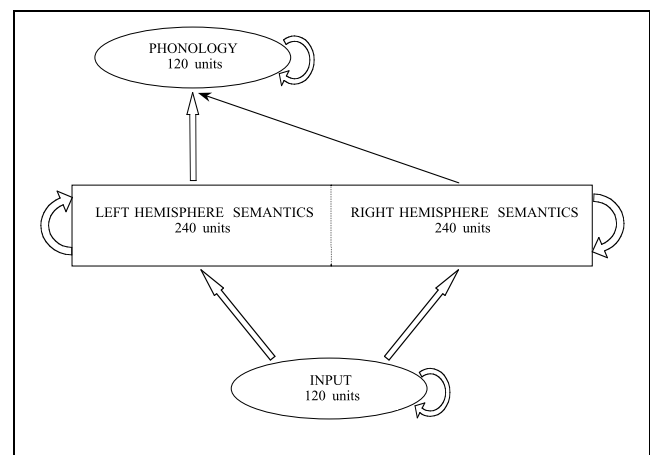 PHONOLOGY
120 units
LEFT HEMISPHERE SEMANTICS
240 units
RIGHT HEMISPHERE SEMANTICS
240 units
INPUT
120 units